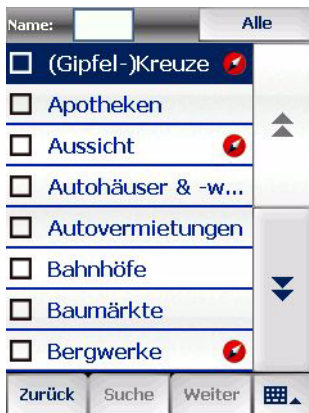 Name: Alle
(Gipfel-)Kreuze
Apotheken
Aussicht
Autohäuser & -w...
Autovermietungen
Bahnhöfe
Baumärkte
Bergwerke
Zurück Suche Weiter